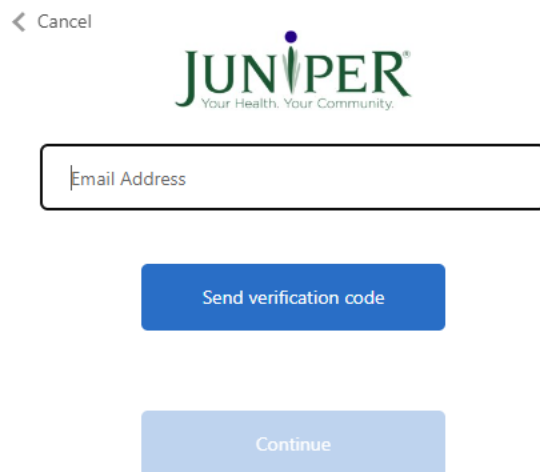 Cancel
JUNIPER®
Your Health. Your Community.
Email Address
Send verification code
Continue